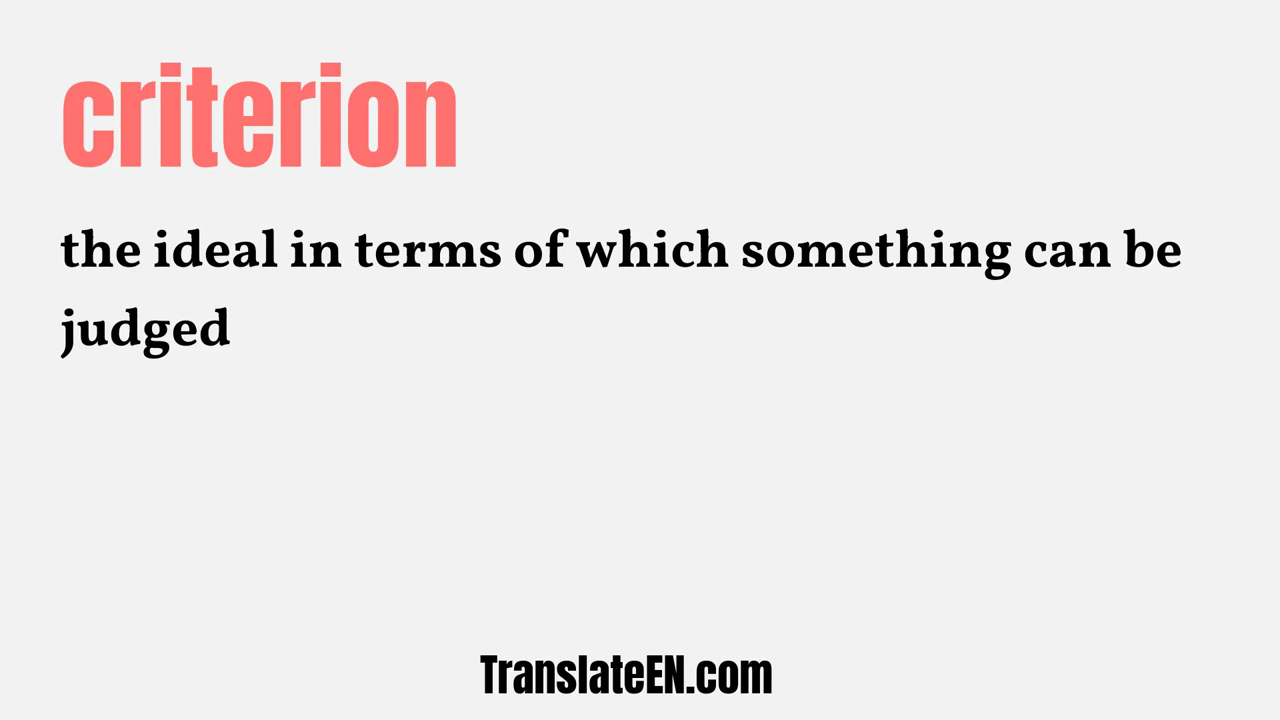 criterion
the ideal in terms of which something can be
judged
TranslateEN.com